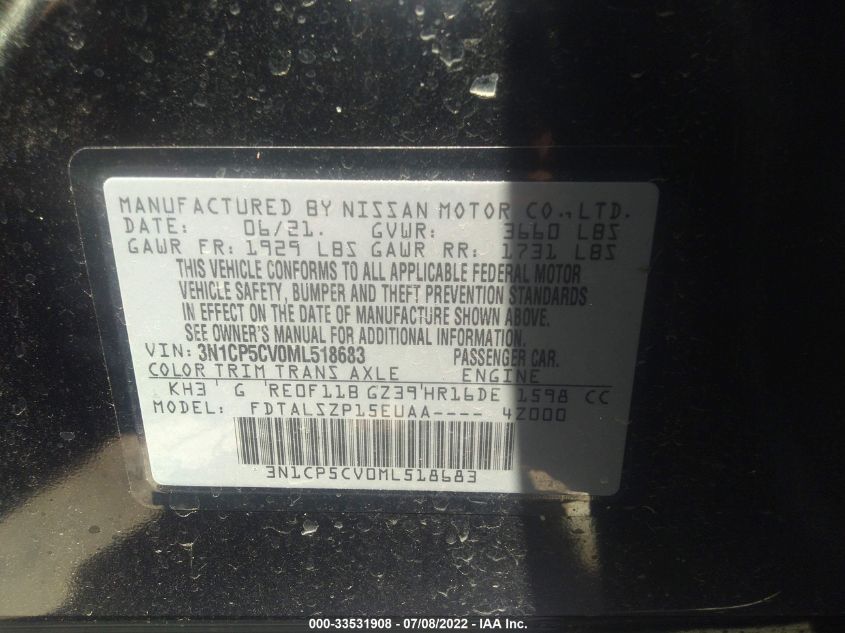 MANUFACTURED BY NISSAN MOTOR CO., LTD.
DATE: 06/21. GVWR: 3660 LBS
GAWR FR: 1929 LBS GAWR RR: 1731 LBS
THIS VEHICLE CONFORMS TO ALL APPLICABLE FEDERAL MOTOR
VEHICLE SAFETY, BUMPER AND THEFT PREVENTION STANDARDS
IN EFFECT ON THE DATE OF MANUFACTURE SHOWN ABOVE.
SEE OWNER'S MANUAL FOR ADDITIONAL INFORMATION.
VIN: 3N1CP5CV0ML518683 PASSENGER CAR.
COLOR TRIM TRANS AXLE ENGINE
KH3 ' G 'RE0F11B GZ39'HR16DE 1598 CC
MODEL: FDTALSZP15EUAA---- 4Z000
3N1CP5CV0ML518683
000-33531908 - 07/08/2022 - IAA Inc.